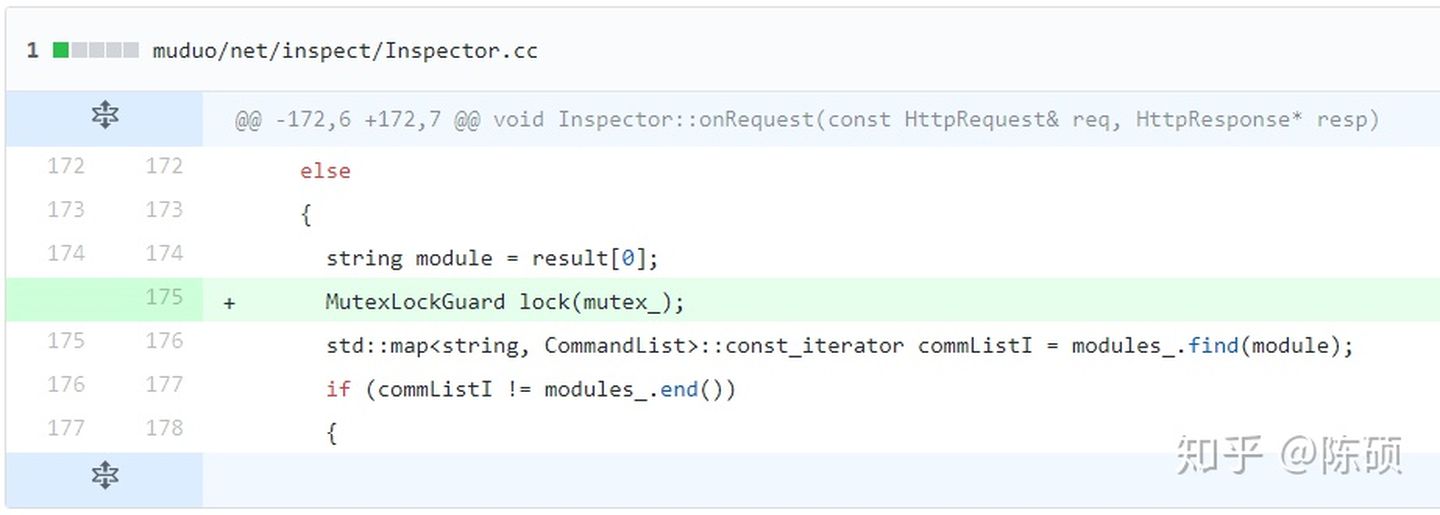 1 muduo/net/inspect/Inspector.cc
@@ -172,6 +172,7 @@ void Inspector::onRequest(const HttpRequest& req, HttpResponse* resp)
172 172 else
173 173 {
174 174 string module = result[0];
175 + MutexLockGuard lock(mutex_);
175 176 std::map<string, CommandList>::const_iterator commListI = modules_.find(module);
176 177 if (commListI != modules_.end())
177 178 {
知乎 @陈硕